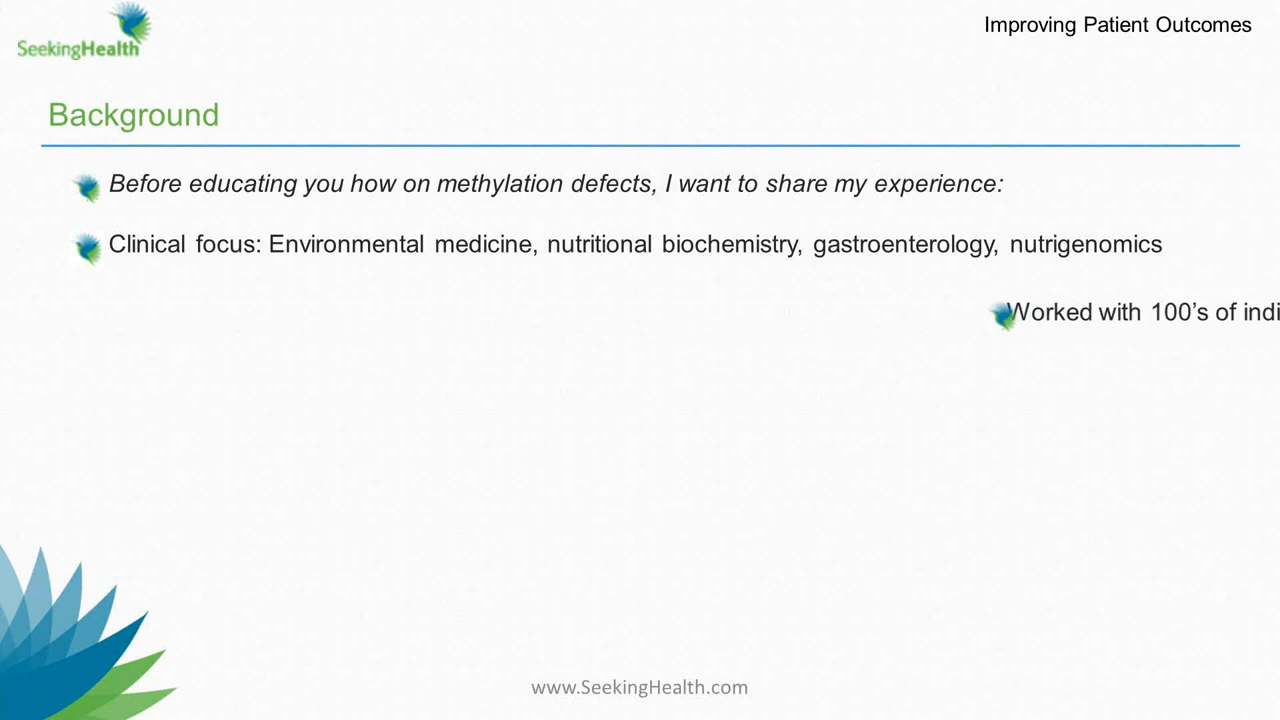 SeekingHealth
Improving Patient Outcomes
Background
Before educating you how on methylation defects, I want to share my experience:
Clinical focus: Environmental medicine, nutritional biochemistry, gastroenterology, nutrigenomics
Worked with 100’s of indi
www.SeekingHealth.com